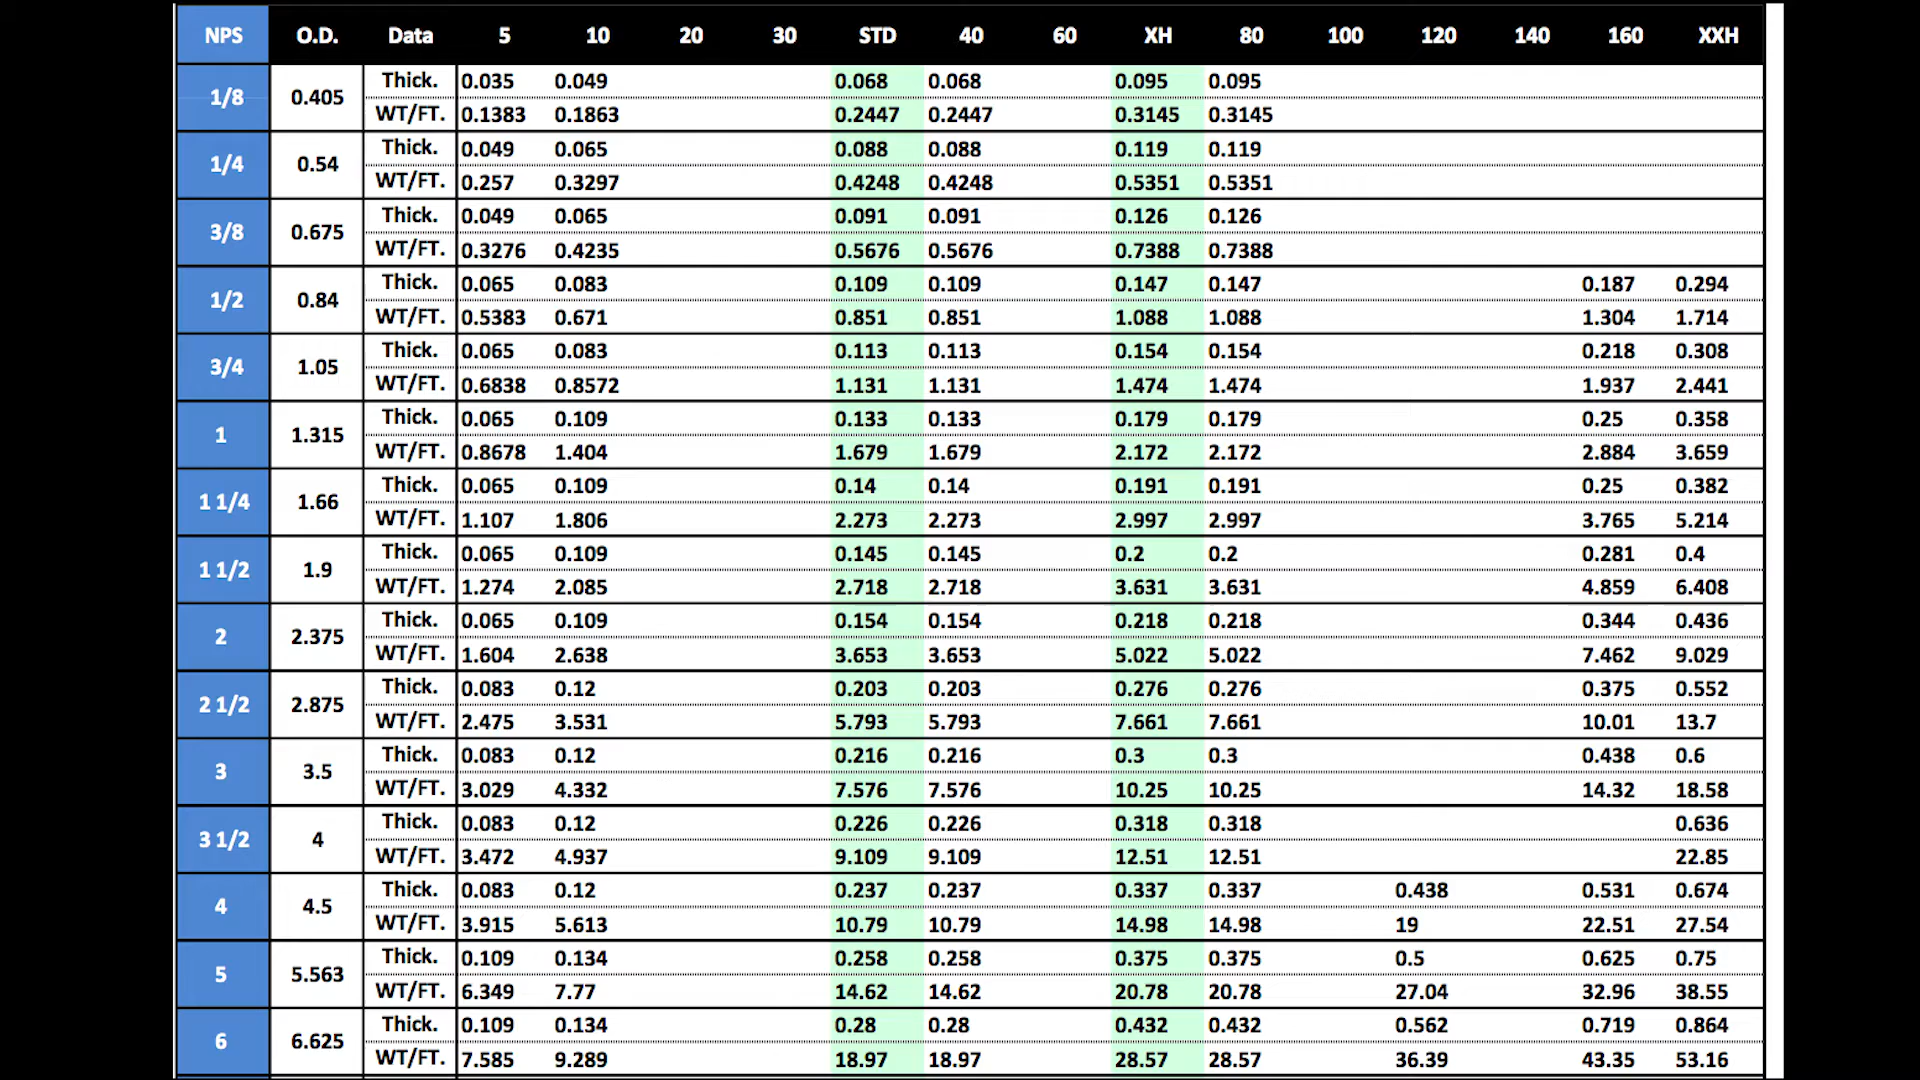 NPS O.D. Data 5 10 20 30 STD 40 60 XH 80 100 120 140 160 XXH
1/8 0.405 Thick. 0.035 0.049 0.068 0.068 0.095 0.095
WT/FT. 0.1383 0.1863 0.2447 0.2447 0.3145 0.3145
1/4 0.54 Thick. 0.049 0.065 0.088 0.088 0.119 0.119
WT/FT. 0.257 0.3297 0.4248 0.4248 0.5351 0.5351
3/8 0.675 Thick. 0.049 0.065 0.091 0.091 0.126 0.126
WT/FT. 0.3276 0.4235 0.5676 0.5676 0.7388 0.7388
1/2 0.84 Thick. 0.065 0.083 0.109 0.109 0.147 0.147 0.187 0.294
WT/FT. 0.5383 0.671 0.851 0.851 1.088 1.088 1.304 1.714
3/4 1.05 Thick. 0.065 0.083 0.113 0.113 0.154 0.154 0.218 0.308
WT/FT. 0.6838 0.8572 1.131 1.131 1.474 1.474 1.937 2.441
1 1.315 Thick. 0.065 0.109 0.133 0.133 0.179 0.179 0.25 0.358
WT/FT. 0.8678 1.404 1.679 1.679 2.172 2.172 2.884 3.659
1 1/4 1.66 Thick. 0.065 0.109 0.14 0.14 0.191 0.191 0.25 0.382
WT/FT. 1.107 1.806 2.273 2.273 2.997 2.997 3.765 5.214
1 1/2 1.9 Thick. 0.065 0.109 0.145 0.145 0.2 0.2 0.281 0.4
WT/FT. 1.274 2.085 2.718 2.718 3.631 3.631 4.859 6.408
2 2.375 Thick. 0.065 0.109 0.154 0.154 0.218 0.218 0.344 0.436
WT/FT. 1.604 2.638 3.653 3.653 5.022 5.022 7.462 9.029
2 1/2 2.875 Thick. 0.083 0.12 0.203 0.203 0.276 0.276 0.375 0.552
WT/FT. 2.475 3.531 5.793 5.793 7.661 7.661 10.01 13.7
3 3.5 Thick. 0.083 0.12 0.216 0.216 0.3 0.3 0.438 0.6
WT/FT. 3.029 4.332 7.576 7.576 10.25 10.25 14.32 18.58
3 1/2 4 Thick. 0.083 0.12 0.226 0.226 0.318 0.318 0.636
WT/FT. 3.472 4.937 9.109 9.109 12.51 12.51 22.85
4 4.5 Thick. 0.083 0.12 0.237 0.237 0.337 0.337 0.438 0.531 0.674
WT/FT. 3.915 5.613 10.79 10.79 14.98 14.98 19 22.51 27.54
5 5.563 Thick. 0.109 0.134 0.258 0.258 0.375 0.375 0.5 0.625 0.75
WT/FT. 6.349 7.77 14.62 14.62 20.78 20.78 27.04 32.96 38.55
6 6.625 Thick. 0.109 0.134 0.28 0.28 0.432 0.432 0.562 0.719 0.864
WT/FT. 7.585 9.289 18.97 18.97 28.57 28.57 36.39 43.35 53.16